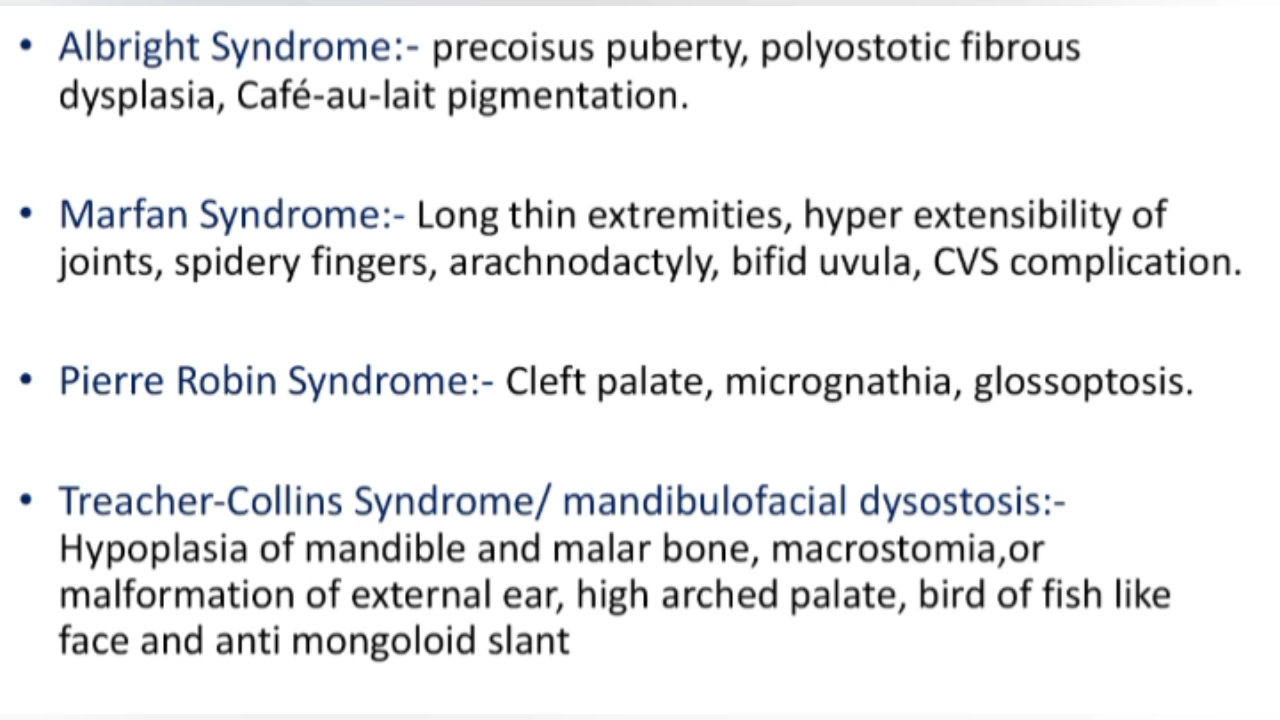 • Albright Syndrome:- precoisus puberty, polyostotic fibrous
dysplasia, Café-au-lait pigmentation.
• Marfan Syndrome:- Long thin extremities, hyper extensibility of
joints, spidery fingers, arachnodactyly, bifid uvula, CVS complication.
• Pierre Robin Syndrome:- Cleft palate, micrognathia, glossoptosis.
• Treacher-Collins Syndrome/ mandibulofacial dysostosis:-
Hypoplasia of mandible and malar bone, macrostomia,or
malformation of external ear, high arched palate, bird of fish like
face and anti mongoloid slant